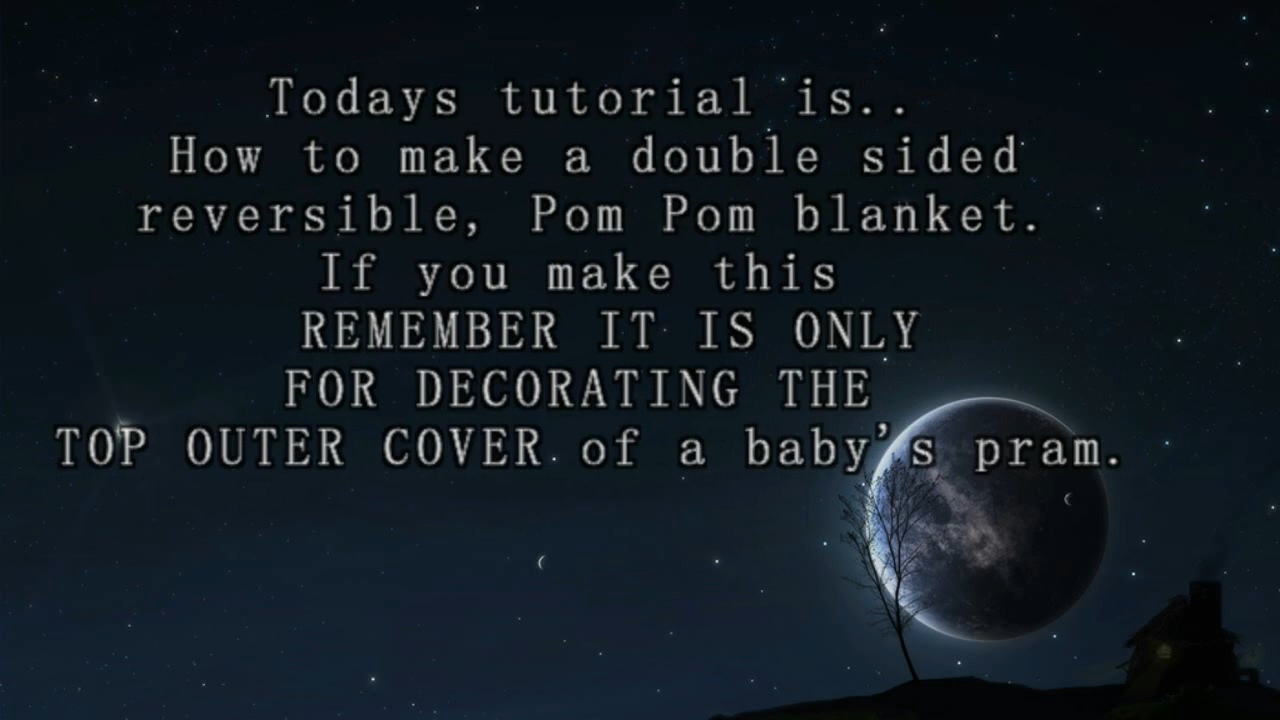 Todays tutorial is..
How to make a double sided
reversible, Pom Pom blanket.
If you make this
REMEMBER IT IS ONLY
FOR DECORATING THE
TOP OUTER COVER of a baby's pram.